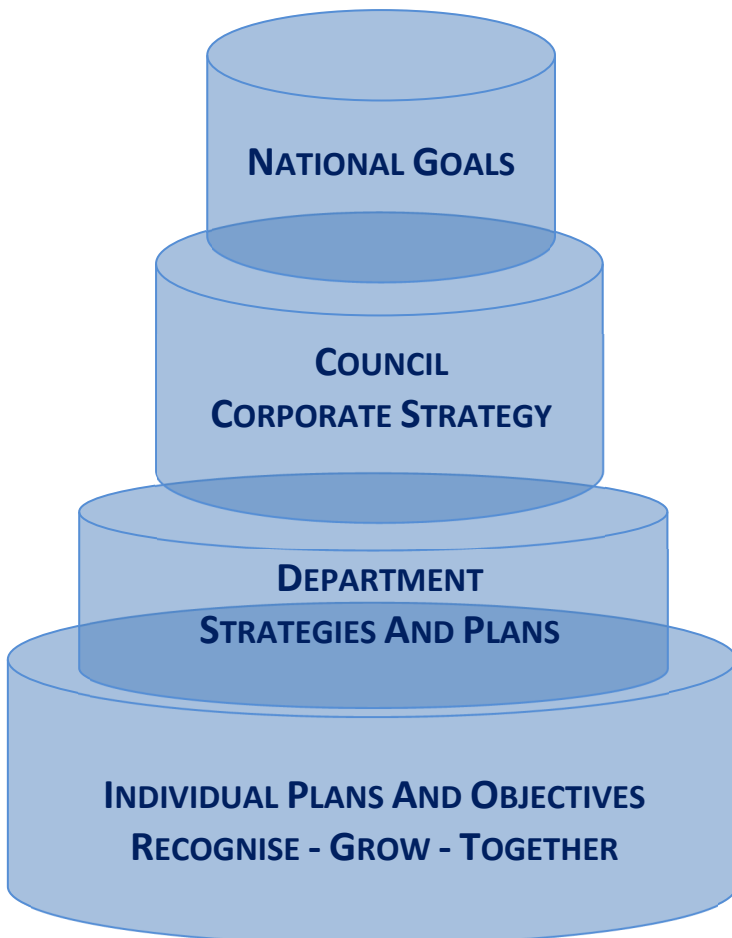 NATIONAL GOALS
COUNCIL
CORPORATE STRATEGY
DEPARTMENT
STRATEGIES AND PLANS
INDIVIDUAL PLANS AND OBJECTIVES
RECOGNISE - GROW - TOGETHER